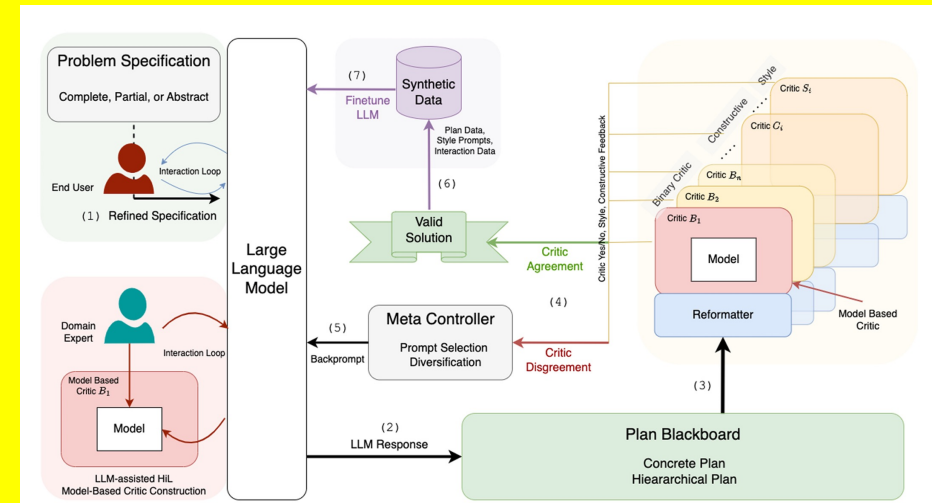 Problem Specification
Complete, Partial, or Abstract
End User
Interaction Loop
(1) Refined Specification
Domain
Expert
Interaction Loop
Model Based
Critic B₁
Model
LLM-assisted HiL
Model-Based Critic Construction
Large
Language
Model
(7)
Finetune
LLM
Synthetic
Data
Plan Data,
Style Prompts,
Interaction Data
(6)
Valid
Solution
Critic
Agreement
(4)
Critic
Disgreement
(5)
Backprompt
Meta Controller
Prompt Selection
Diversification
(2)
LLM Response
Plan Blackboard
Concrete Plan
Hiearchical Plan
(3)
Critic Yes/No, Style, Constructive Feedback
Binary Critic
....
Constructive
....
Style
Critic Sᵢ
Critic Cᵢ
Critic Bₙ
Critic B₂
Critic B₁
Model
Reformatter
Model Based
Critic